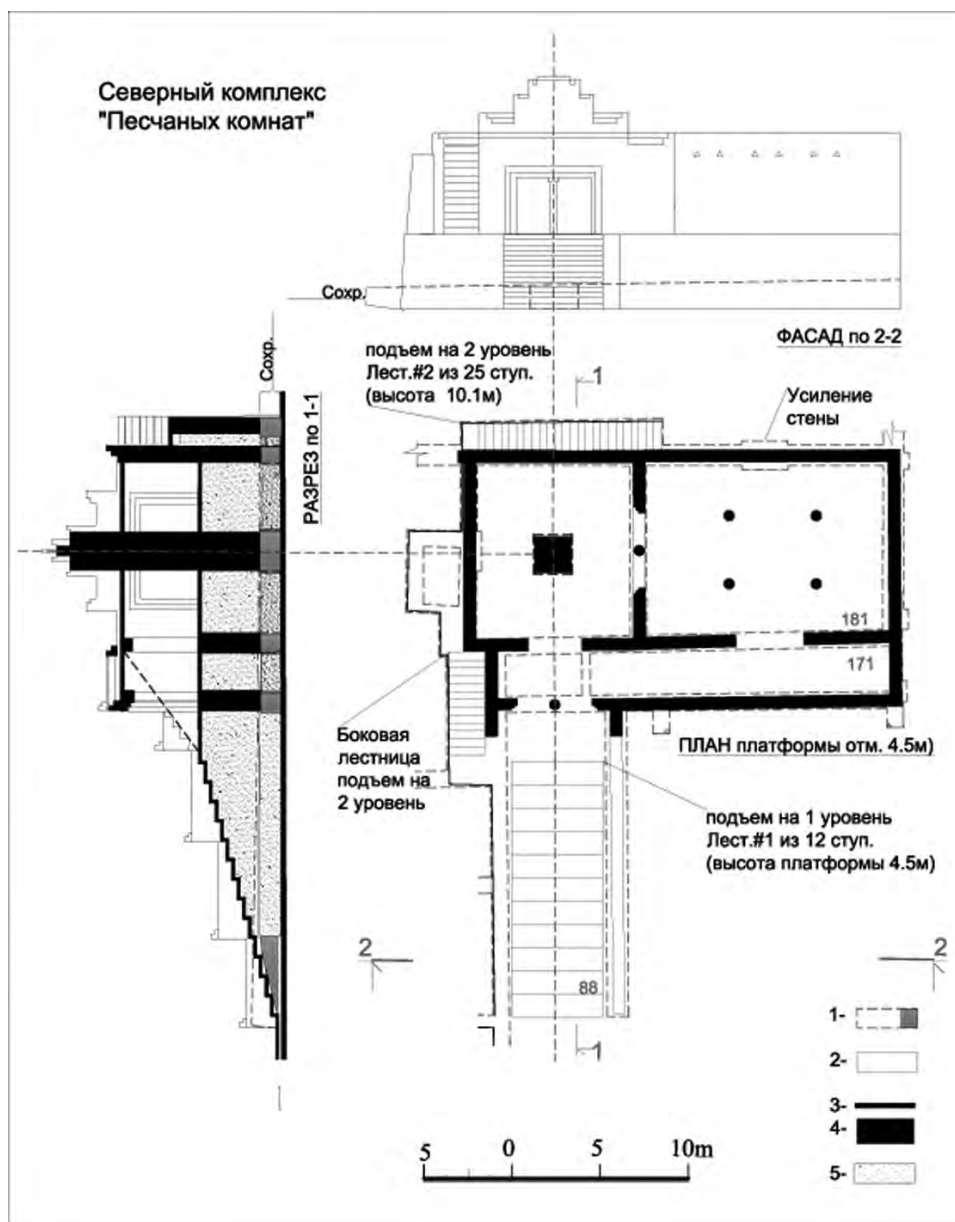 Северный комплекс
"Песчаных комнат"
Сохр.
ФАСАД по 2-2
подъем на 2 уровень
Лест.#2 из 25 ступ.
(высота 10.1м)
1
Усиление
стены
Сохр.
РАЗРЕЗ по 1-1
181
171
Боковая
лестница
подъем на
2 уровень
ПЛАН платформы отм. 4.5м)
подъем на 1 уровень
Лест.#1 из 12 ступ.
(высота платформы 4.5м)
2
2
88
1
1-
2-
3-
4-
5-
5 0 5 10m